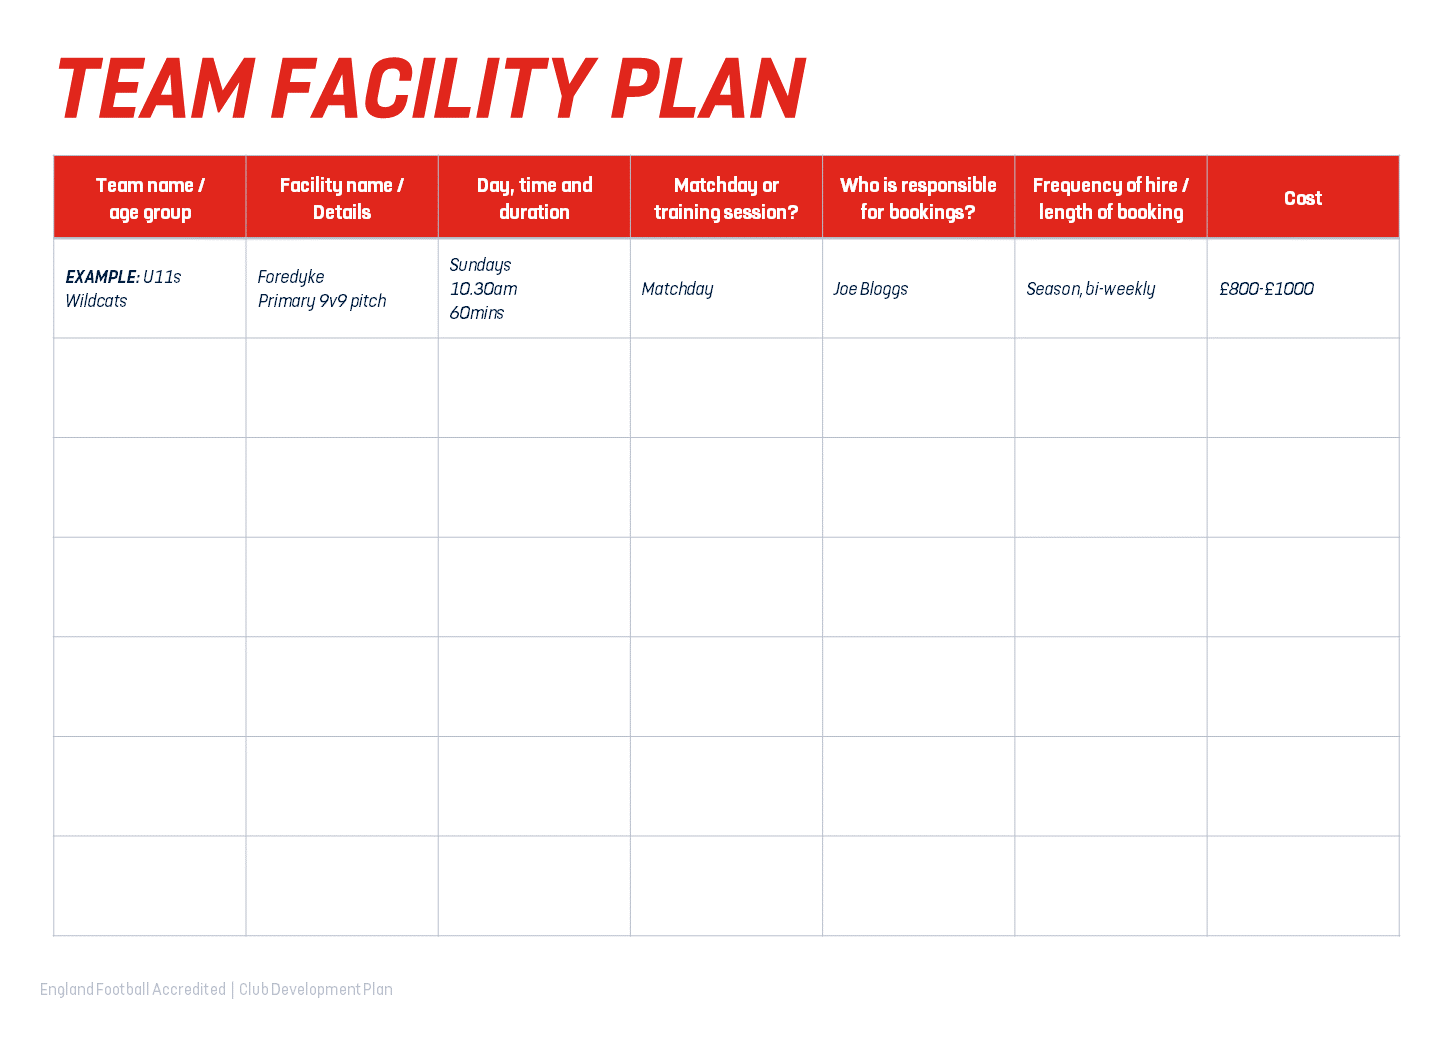 TEAM FACILITY PLAN
Team name /
age group
Facility name /
Details
Day, time and
duration
Matchday or
training session?
Who is responsible
for bookings?
Frequency of hire /
length of booking
Cost
EXAMPLE: U11s
Wildcats
Foredyke
Primary 9v9 pitch
Sundays
10.30am
60mins
Matchday
Joe Bloggs
Season, bi-weekly
£800-£1000
England Football Accredited | Club Development Plan